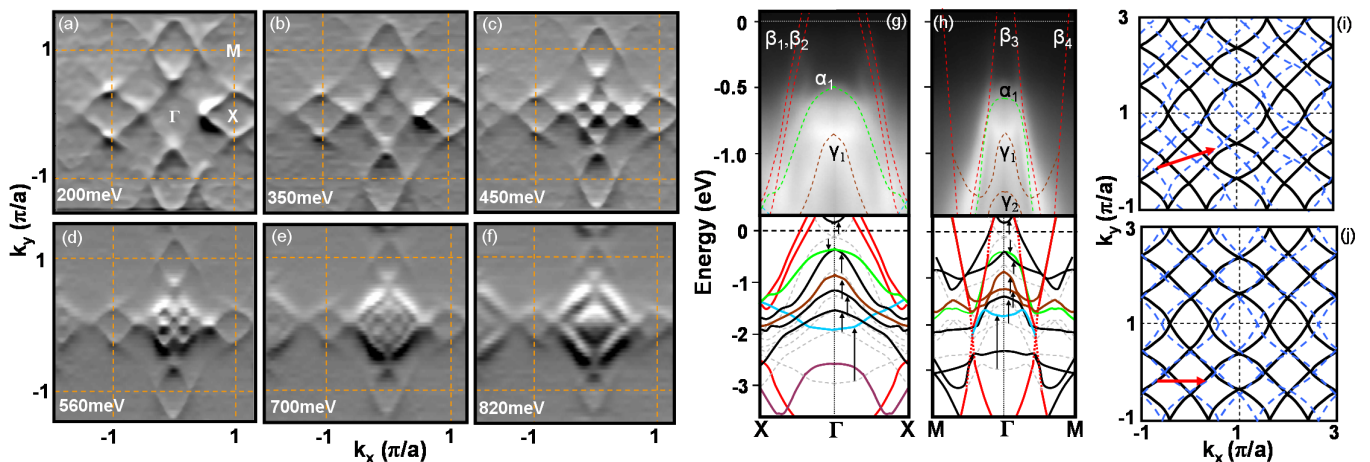 (a)
M
Γ
X
200meV
(b)
350meV
(c)
450meV
(d)
560meV
(e)
700meV
(f)
820meV
1
-1
1
-1
k_y (π/a)
-1 1 -1 1 -1 1
k_x (π/a)
(g)
0
β₁,β₂
α₁
-0.5
γ₁
-1.0
Energy (eV)
0
-1
-2
-3
X Γ X
(h)
β₃
β₄
α₁
γ₁
γ₂
M Γ M
(i)
3
1
-1
k_y (π/a)
(j)
3
1
-1
-1 1 3
k_x (π/a)